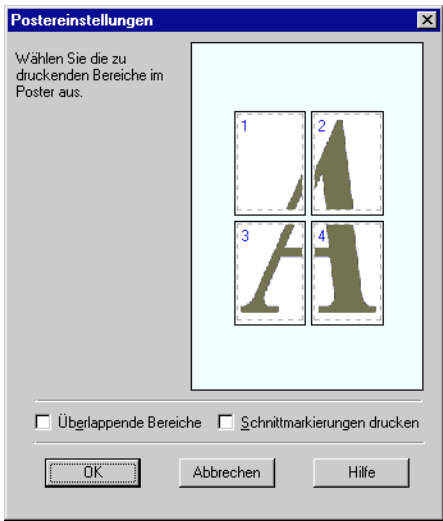 Postereinstellungen
Wählen Sie die zu
druckenden Bereiche im
Poster aus.
1 2
3 4
Überlappende Bereiche Schnittmarkierungen drucken
OK Abbrechen Hilfe